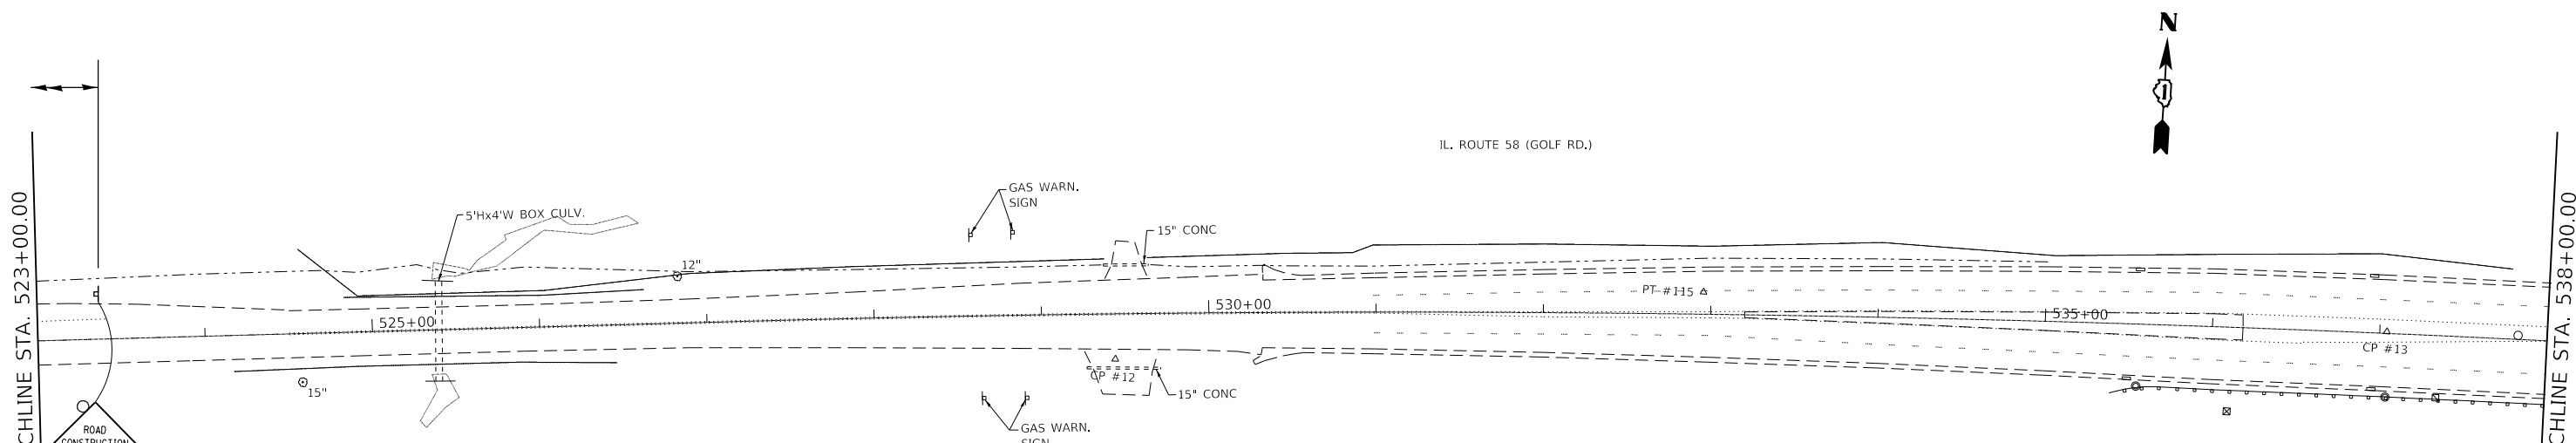 N
IL. ROUTE 58 (GOLF RD.)
GAS WARN.
SIGN
5'Hx4'W BOX CULV.
15" CONC
12"
PT #115
530+00
535+00
525+00
CP #13
CP #12
15"
15" CONC
GAS WARN.
SIGN
ROAD
CONSTRUCTION
CHLINE STA. 523+00.00
CHLINE STA. 538+00.00